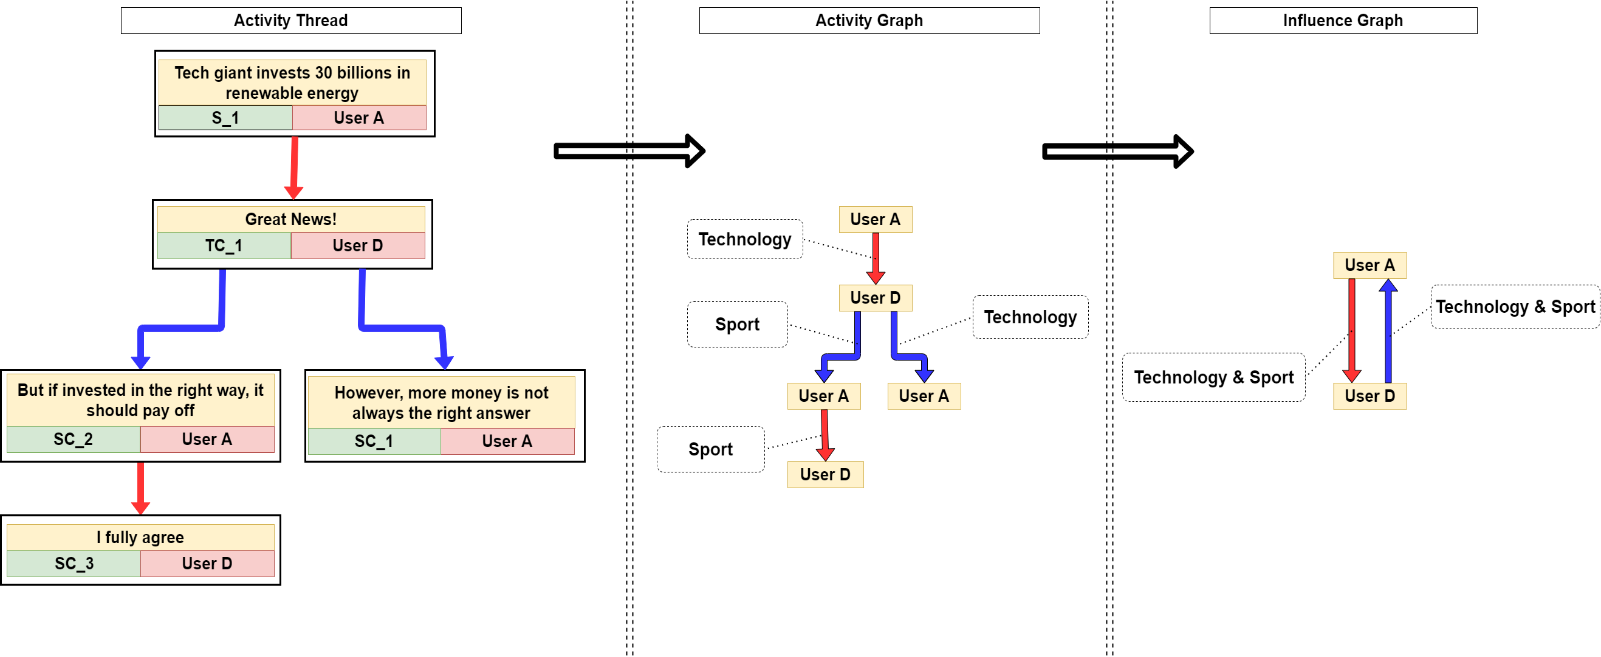 Activity Thread
Tech giant invests 30 billions in
renewable energy
S_1
User A
Great News!
TC_1
User D
But if invested in the right way, it
should pay off
SC_2
User A
However, more money is not
always the right answer
SC_1
User A
I fully agree
SC_3
User D
Activity Graph
User A
Technology
User D
Sport
Technology
User A
User A
Sport
User D
Influence Graph
User A
Technology & Sport
Technology & Sport
User D